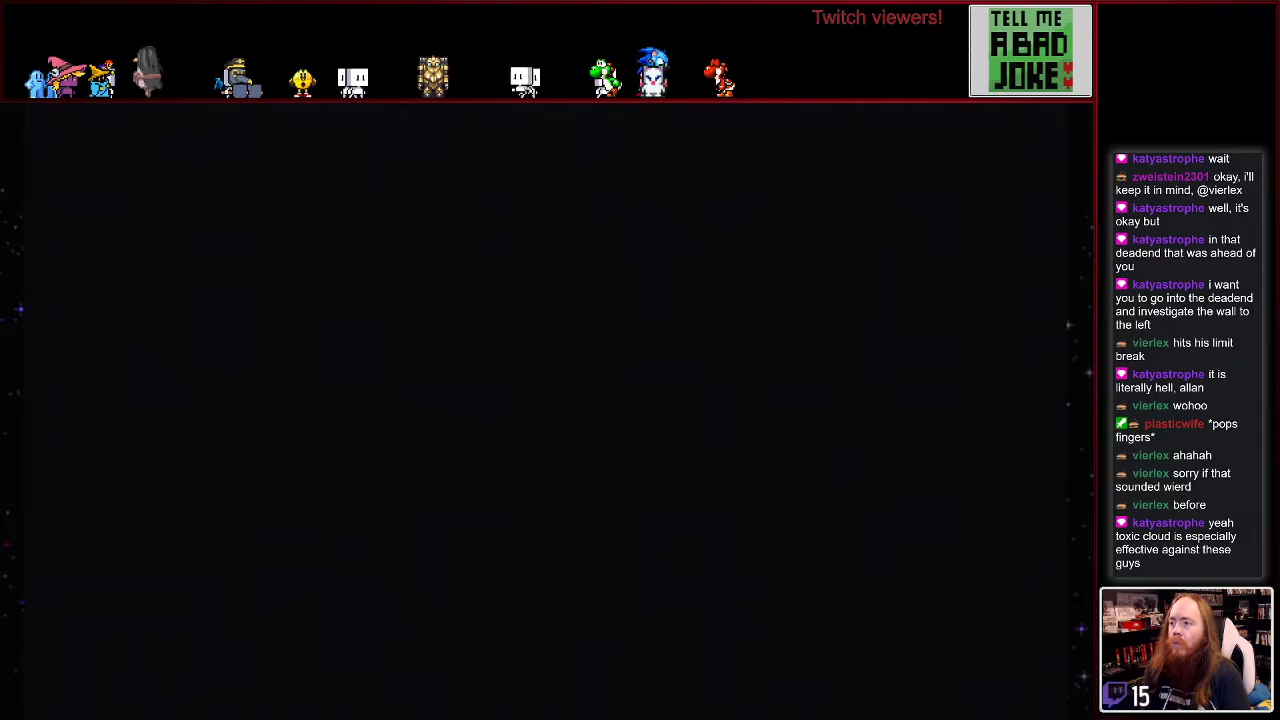 Twitch viewers!
TELL ME
A BAD
JOKE
katyastrophe wait
zweistein2301 okay, i'll
keep it in mind, @vierlex
katyastrophe well, it's
okay but
katyastrophe in that
deadend that was ahead of
you
katyastrophe i want
you to go into the deadend
and investigate the wall to
the left
vierlex hits his limit
break
katyastrophe it is
literally hell, allan
vierlex wohoo
plasticwife *pops
fingers*
vierlex ahahah
vierlex sorry if that
sounded wierd
vierlex before
katyastrophe yeah
toxic cloud is especially
effective against these
guys
15